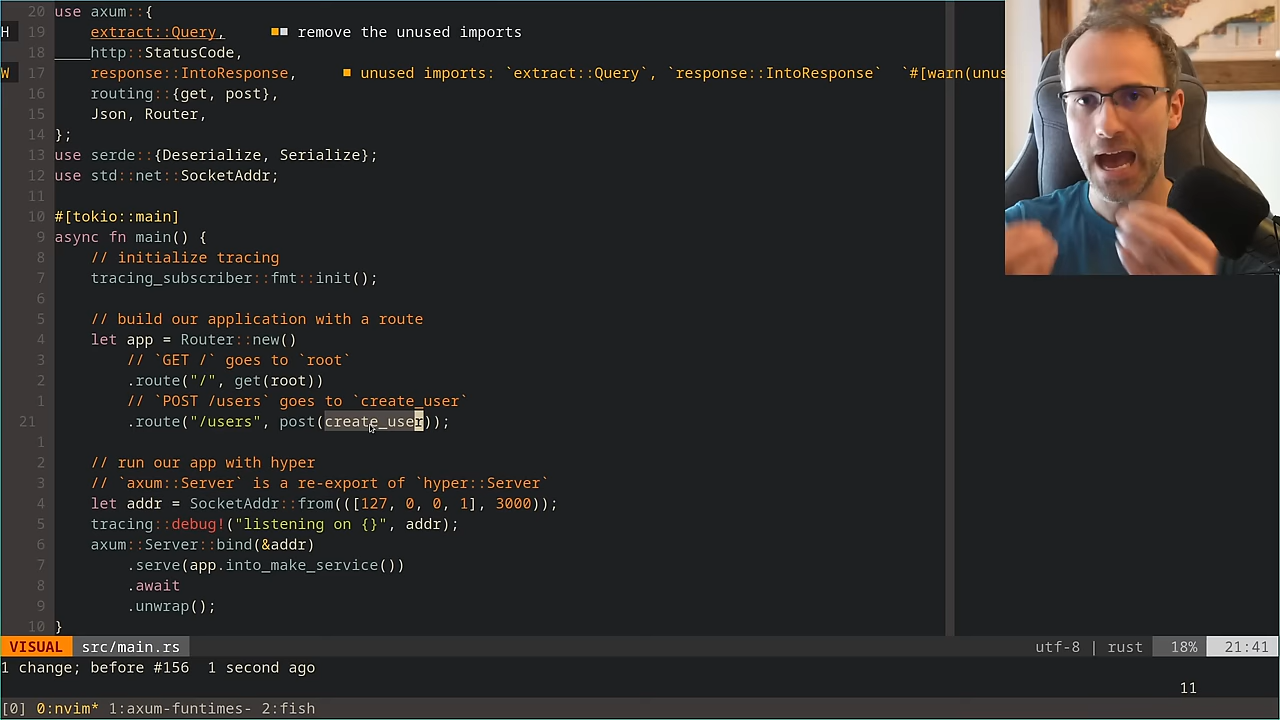 20 use axum::{
H 19 extract::Query, remove the unused imports
18 ____http::StatusCode,
W 17 response::IntoResponse, unused imports: `extract::Query`, `response::IntoResponse` `#[warn(unus
16 routing::{get, post},
15 Json, Router,
14 };
13 use serde::{Deserialize, Serialize};
12 use std::net::SocketAddr;
11
10 #[tokio::main]
9 async fn main() {
8 // initialize tracing
7 tracing_subscriber::fmt::init();
6
5 // build our application with a route
4 let app = Router::new()
3 // `GET /` goes to `root`
2 .route("/", get(root))
1 // `POST /users` goes to `create_user`
21 .route("/users", post(create_user));
1
2 // run our app with hyper
3 // `axum::Server` is a re-export of `hyper::Server`
4 let addr = SocketAddr::from(([127, 0, 0, 1], 3000));
5 tracing::debug!("listening on {}", addr);
6 axum::Server::bind(&addr)
7 .serve(app.into_make_service())
8 .await
9 .unwrap();
10 }
VISUAL src/main.rs utf-8 | rust 18% 21:41
1 change; before #156 1 second ago
11
[0] 0:nvim* 1:axum-funtimes- 2:fish